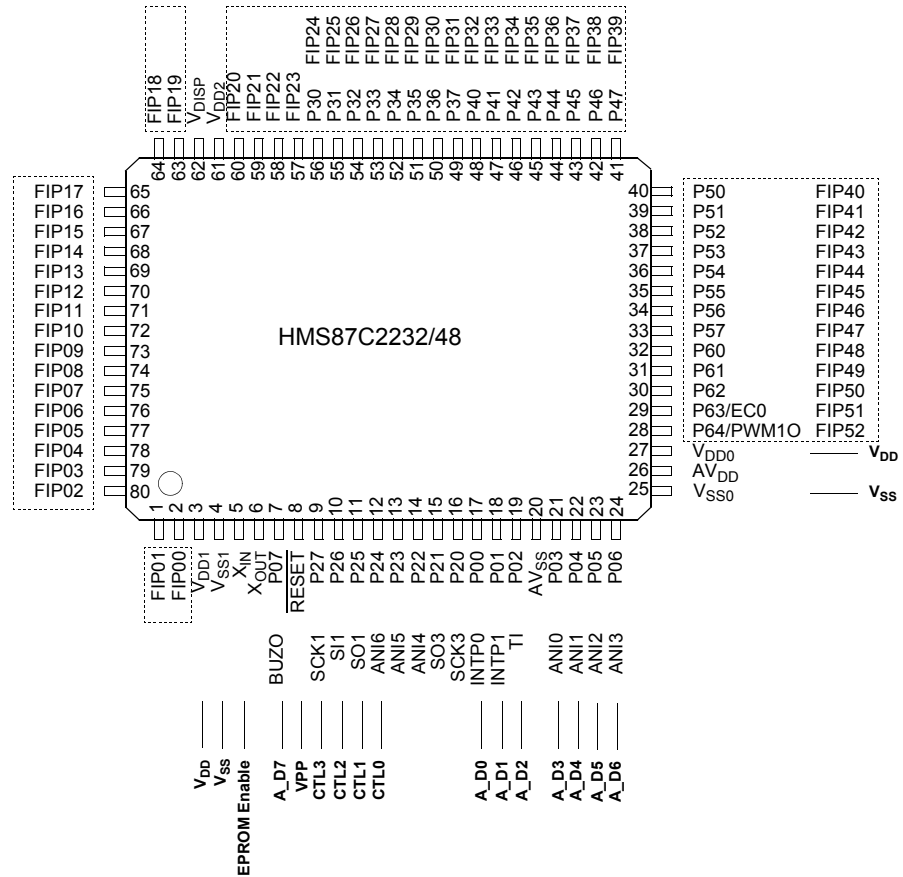 FIP24 FIP25 FIP26 FIP27 FIP28 FIP29 FIP30 FIP31 FIP32 FIP33 FIP34 FIP35 FIP36 FIP37 FIP38 FIP39
FIP18 FIP19 VDISP VDD2 FIP20 FIP21 FIP22 FIP23 P30 P31 P32 P33 P34 P35 P36 P37 P40 P41 P42 P43 P44 P45 P46 P47
64 63 62 61 60 59 58 57 56 55 54 53 52 51 50 49 48 47 46 45 44 43 42 41
FIP17 65 40 P50 FIP40
FIP16 66 39 P51 FIP41
FIP15 67 38 P52 FIP42
FIP14 68 37 P53 FIP43
FIP13 69 36 P54 FIP44
FIP12 70 35 P55 FIP45
FIP11 71 34 P56 FIP46
FIP10 72 33 P57 FIP47
HMS87C2232/48
FIP09 73 32 P60 FIP48
FIP08 74 31 P61 FIP49
FIP07 75 30 P62 FIP50
FIP06 76 29 P63/EC0 FIP51
FIP05 77 28 P64/PWM1O FIP52
FIP04 78 27 VDD0 VDD
FIP03 79 26 AVDD
FIP02 80 25 VSS0 VSS
1 2 3 4 5 6 7 8 9 10 11 12 13 14 15 16 17 18 19 20 21 22 23 24
FIP01 FIP00 VDD1 VSS1 XIN XOUT P07 RESET P27 P26 P25 P24 P23 P22 P21 P20 P00 P01 P02 AVSS P03 P04 P05 P06
BUZO SCK1 SI1 SO1 ANI6 ANI5 ANI4 SO3 SCK3 INTP0 INTP1 TI ANI0 ANI1 ANI2 ANI3
VDD VSS EPROM Enable A_D7 VPP CTL3 CTL2 CTL1 CTL0 A_D0 A_D1 A_D2 A_D3 A_D4 A_D5 A_D6